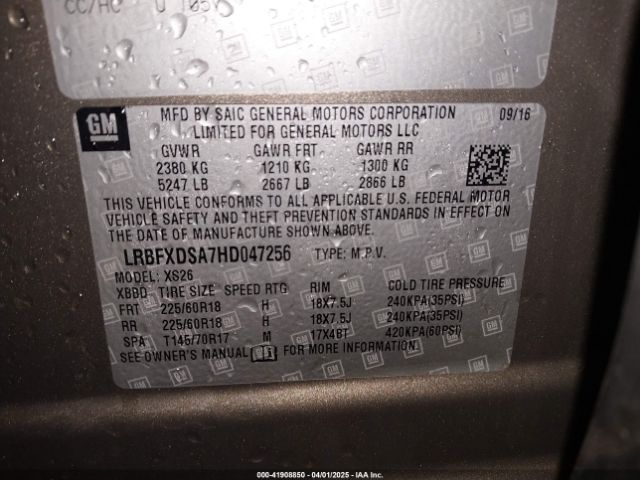 CC/HC U
GM
MFD BY SAIC GENERAL MOTORS CORPORATION 09/16
LIMITED FOR GENERAL MOTORS LLC
GVWR GAWR FRT GAWR RR
2380 KG 1210 KG 1300 KG
5247 LB 2667 LB 2866 LB
THIS VEHICLE CONFORMS TO ALL APPLICABLE U.S. FEDERAL MOTOR
VEHICLE SAFETY AND THEFT PREVENTION STANDARDS IN EFFECT ON
THE DATE OF MANUFACTURE SHOWN ABOVE.
LRBFXDSA7HD047256 TYPE: M.P.V.
MODEL: XS26
XBBD TIRE SIZE SPEED RTG RIM COLD TIRE PRESSURE
FRT 225/60R18 H 18X7.5J 240KPA(35PSI)
RR 225/60R18 H 18X7.5J 240KPA(35PSI)
SPA T145/70R17 M 17X4BT 420KPA(60PSI)
SEE OWNER'S MANUAL FOR MORE INFORMATION
000-41908850 - 04/01/2025 - IAA Inc.